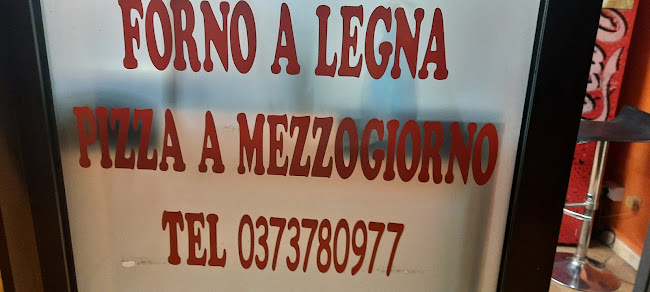 FORNO A LEGNA
PIZZA A MEZZOGIORNO
TEL 0373780977